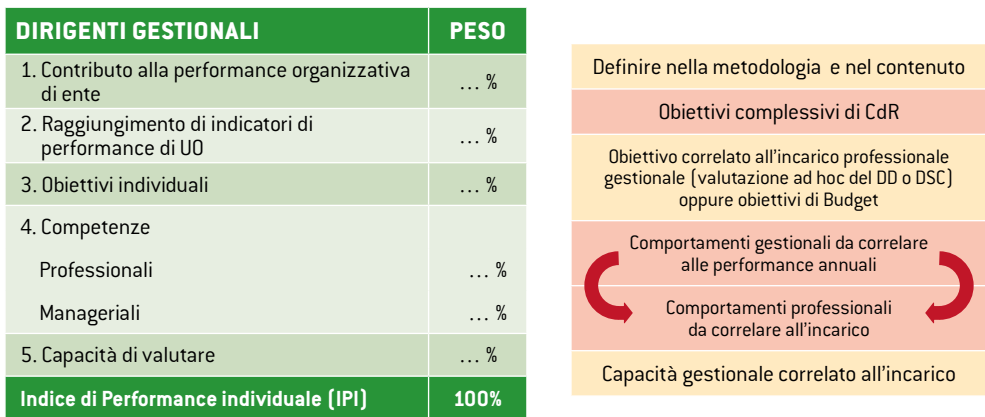 DIRIGENTI GESTIONALI PESO
1. Contributo alla performance organizzativa
di ente
... %
2. Raggiungimento di indicatori di
performance di UO
... %
3. Obiettivi individuali ... %
4. Competenze
Professionali ... %
Manageriali ... %
5. Capacità di valutare ... %
Indice di Performance individuale (IPI) 100%
Definire nella metodologia e nel contenuto
Obiettivi complessivi di CdR
Obiettivo correlato all'incarico professionale
gestionale (valutazione ad hoc del DD o DSC)
oppure obiettivi di Budget
Comportamenti gestionali da correlare
alle performance annuali
Comportamenti professionali
da correlare all'incarico
Capacità gestionale correlato all'incarico